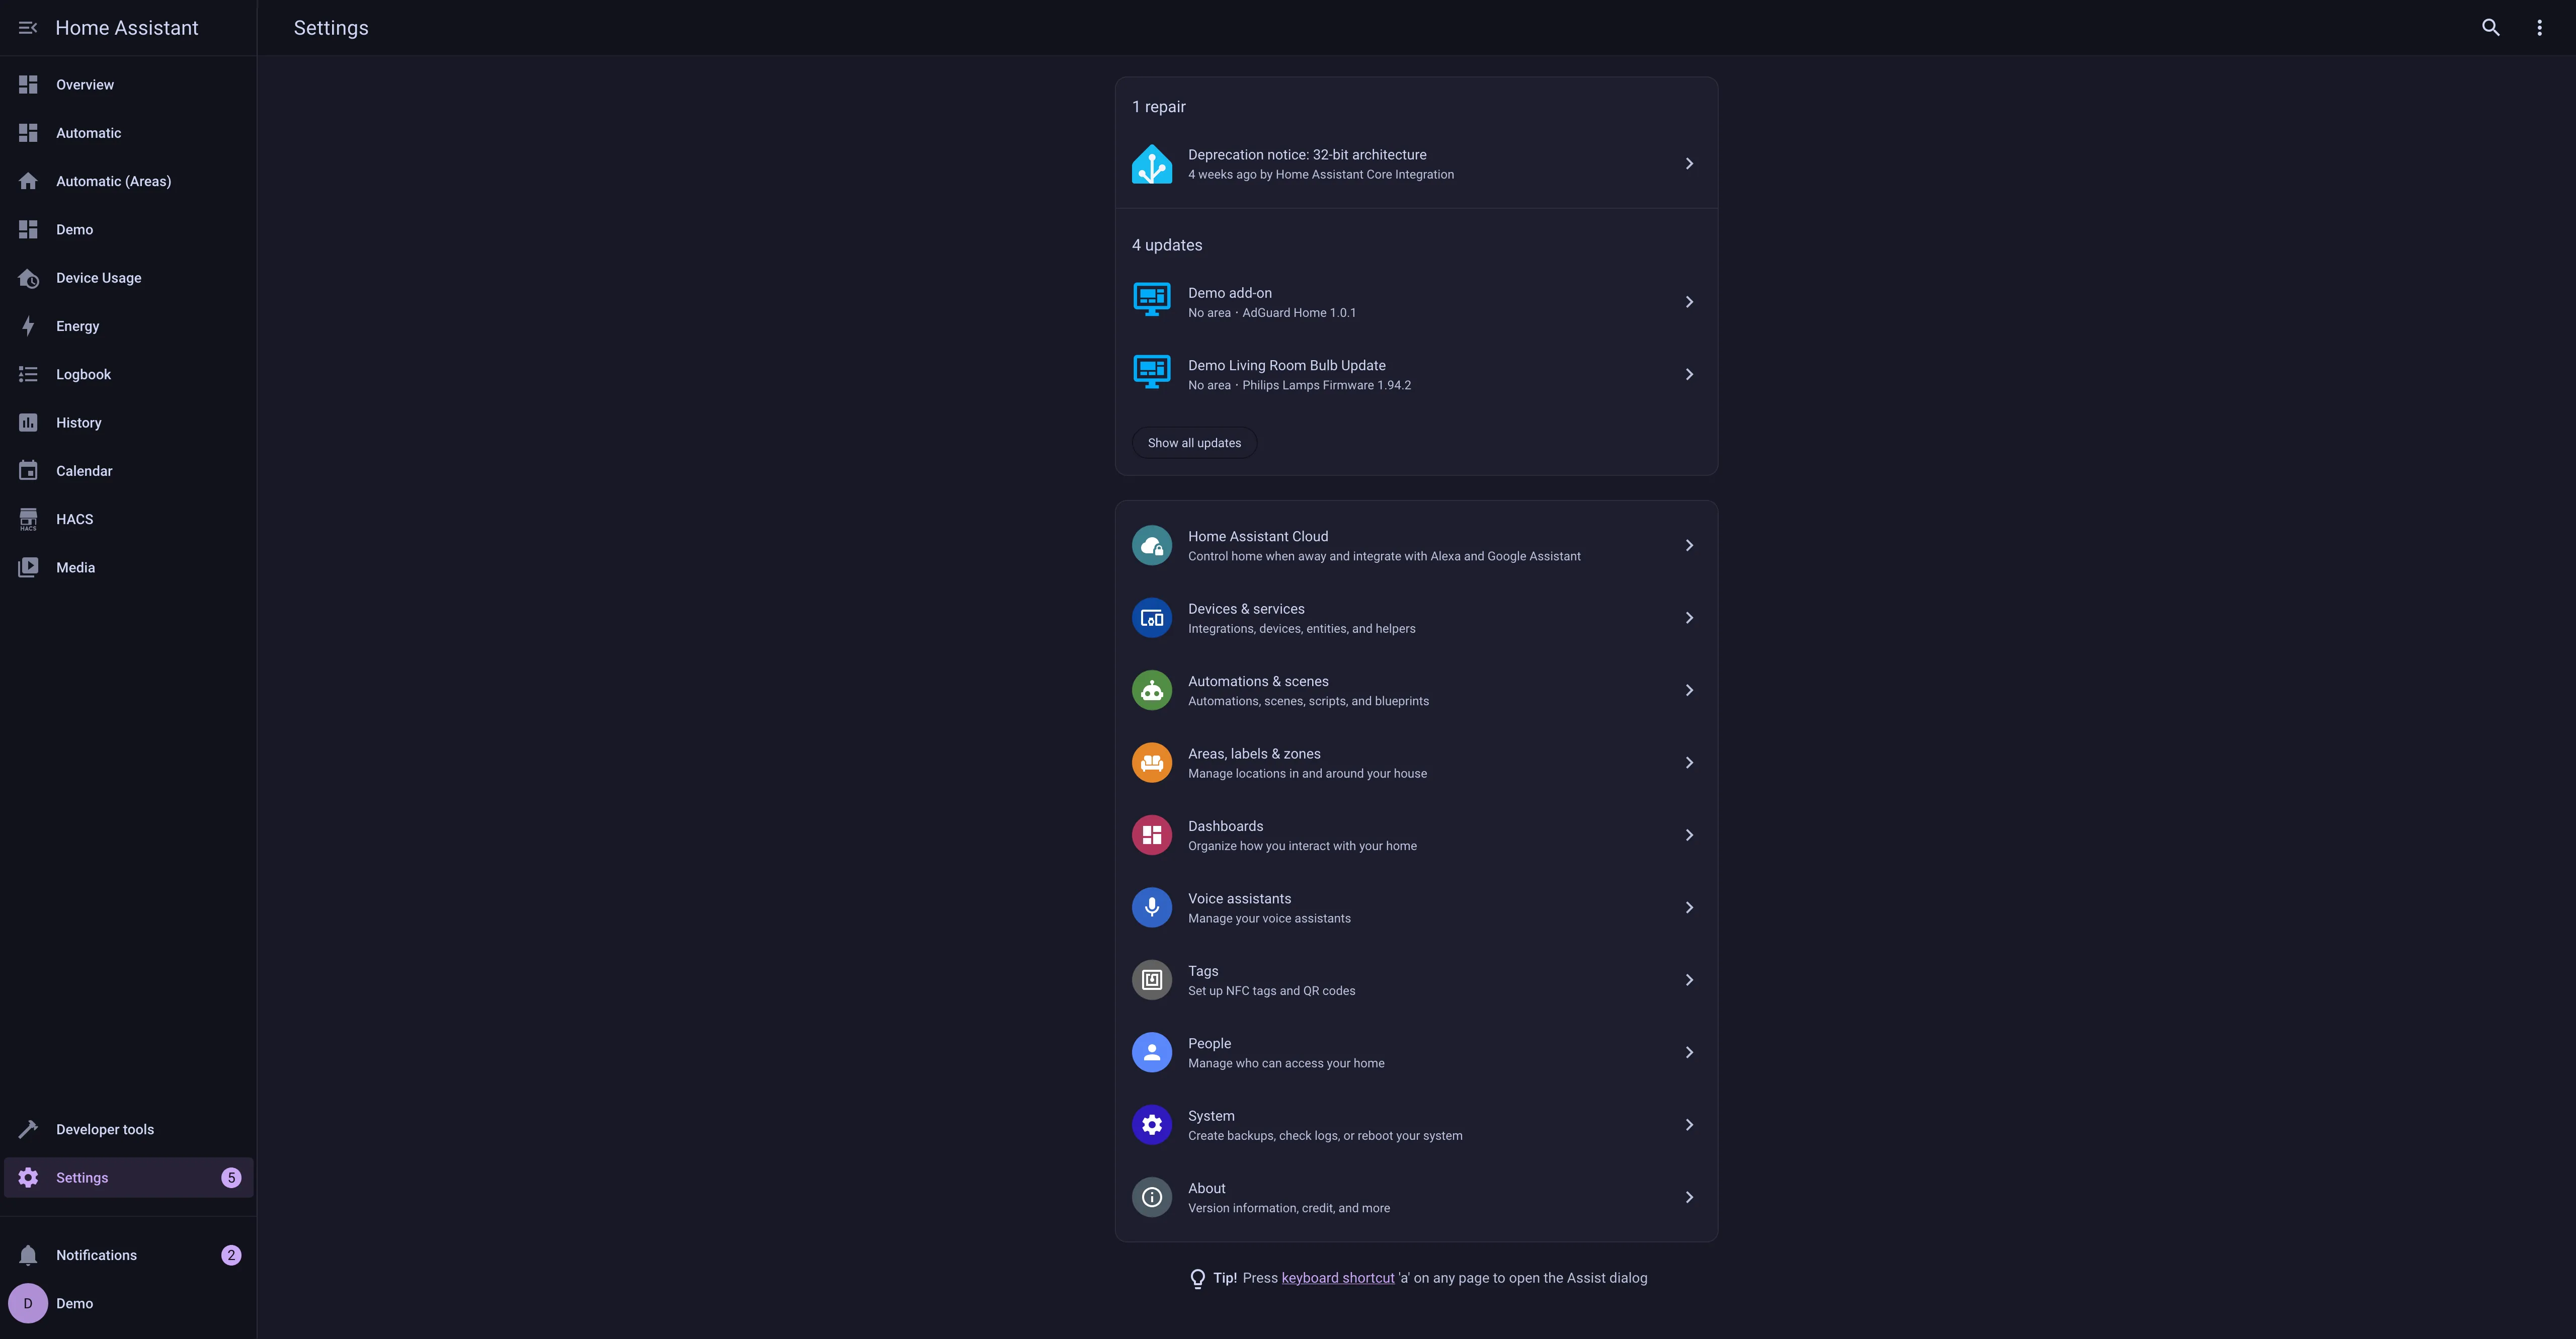 Home Assistant
Settings
Overview
Automatic
Automatic (Areas)
Demo
Device Usage
Energy
Logbook
History
Calendar
HACS
HACS
Media
Developer tools
Settings
5
Notifications
2
D
Demo
1 repair
Deprecation notice: 32-bit architecture
4 weeks ago by Home Assistant Core Integration
4 updates
Demo add-on
No area · AdGuard Home 1.0.1
Demo Living Room Bulb Update
No area · Philips Lamps Firmware 1.94.2
Show all updates
Home Assistant Cloud
Control home when away and integrate with Alexa and Google Assistant
Devices & services
Integrations, devices, entities, and helpers
Automations & scenes
Automations, scenes, scripts, and blueprints
Areas, labels & zones
Manage locations in and around your house
Dashboards
Organize how you interact with your home
Voice assistants
Manage your voice assistants
Tags
Set up NFC tags and QR codes
People
Manage who can access your home
System
Create backups, check logs, or reboot your system
About
Version information, credit, and more
Tip! Press keyboard shortcut 'a' on any page to open the Assist dialog